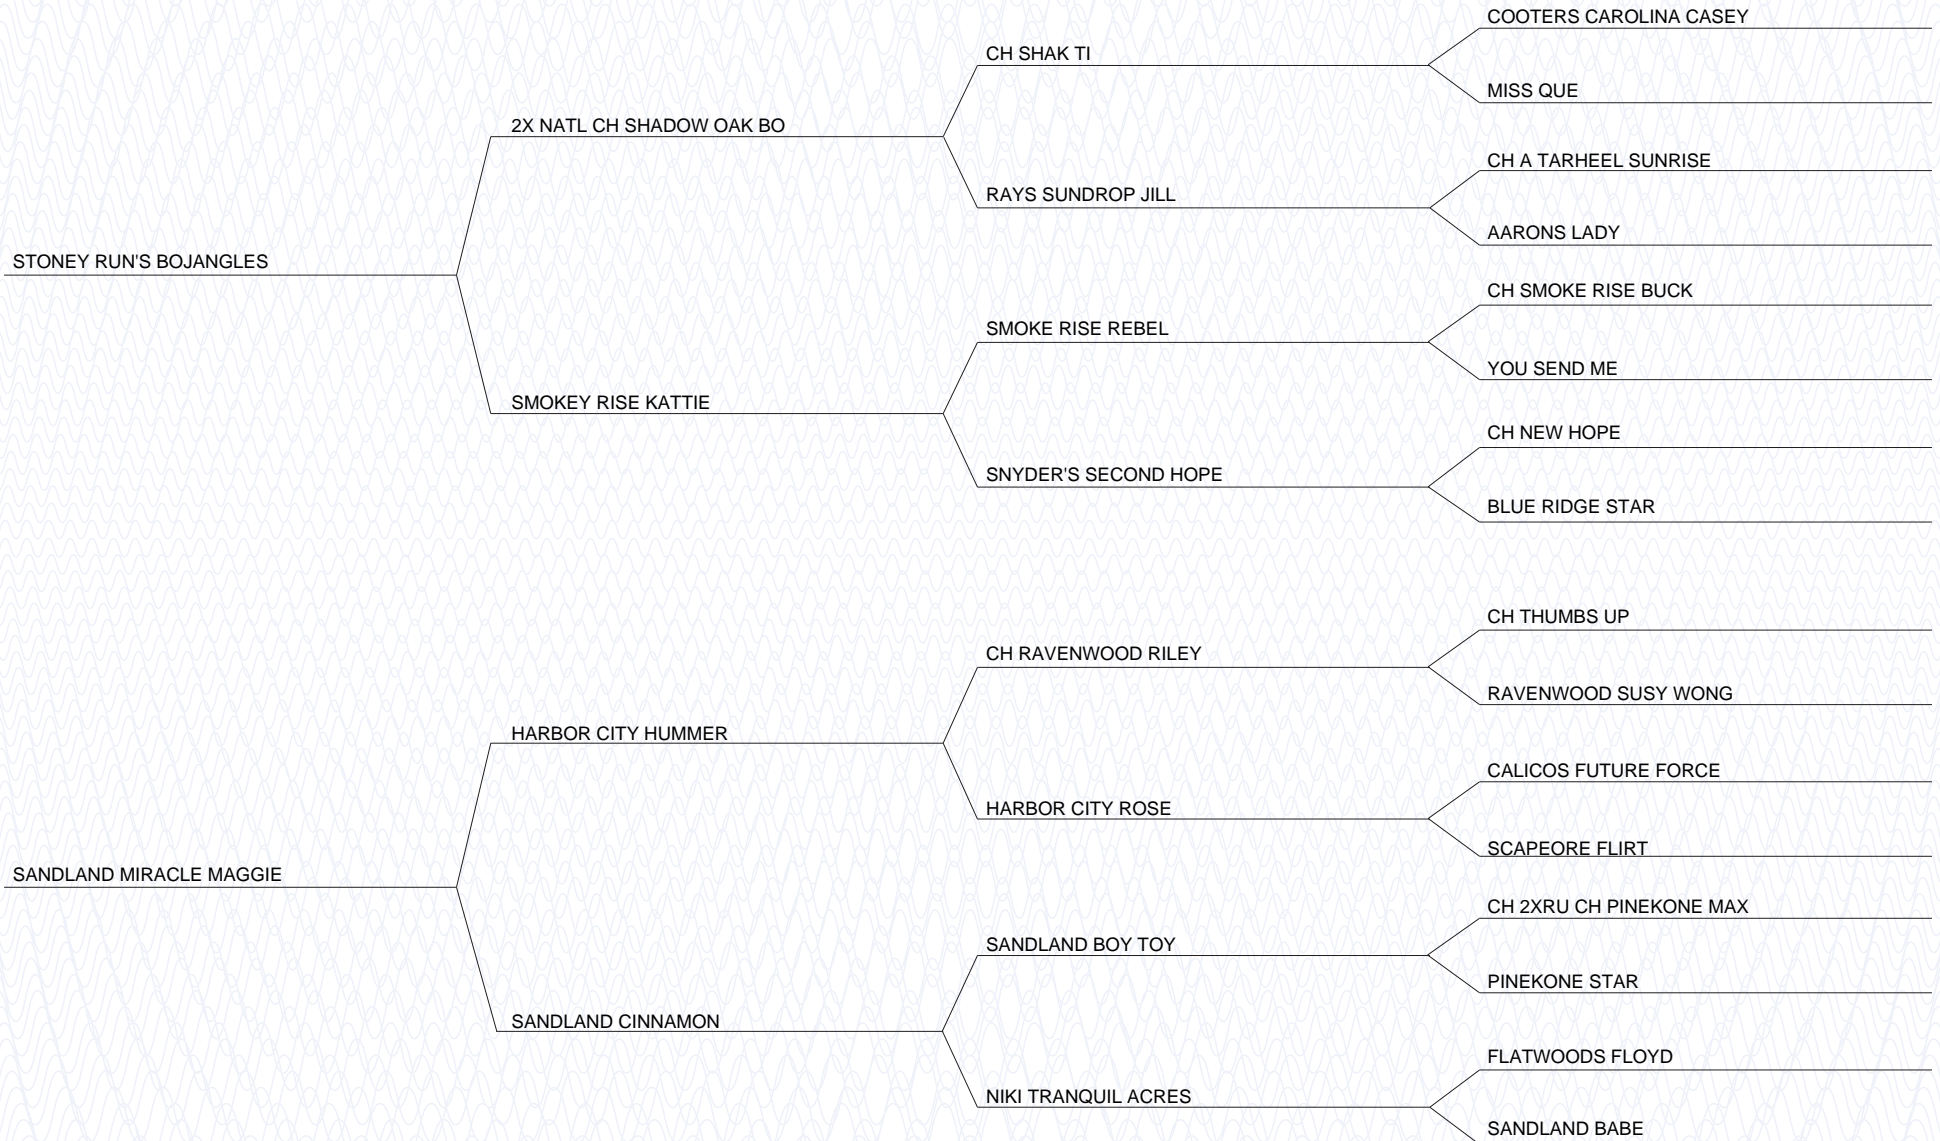 COOTERS CAROLINA CASEY
CH SHAK TI
MISS QUE
2X NATL CH SHADOW OAK BO
CH A TARHEEL SUNRISE
RAYS SUNDROP JILL
AARONS LADY
STONEY RUN'S BOJANGLES
CH SMOKE RISE BUCK
SMOKE RISE REBEL
YOU SEND ME
SMOKEY RISE KATTIE
CH NEW HOPE
SNYDER'S SECOND HOPE
BLUE RIDGE STAR
CH THUMBS UP
CH RAVENWOOD RILEY
RAVENWOOD SUSY WONG
HARBOR CITY HUMMER
CALICOS FUTURE FORCE
HARBOR CITY ROSE
SCAPEORE FLIRT
SANDLAND MIRACLE MAGGIE
CH 2XRU CH PINEKONE MAX
SANDLAND BOY TOY
PINEKONE STAR
SANDLAND CINNAMON
FLATWOODS FLOYD
NIKI TRANQUIL ACRES
SANDLAND BABE